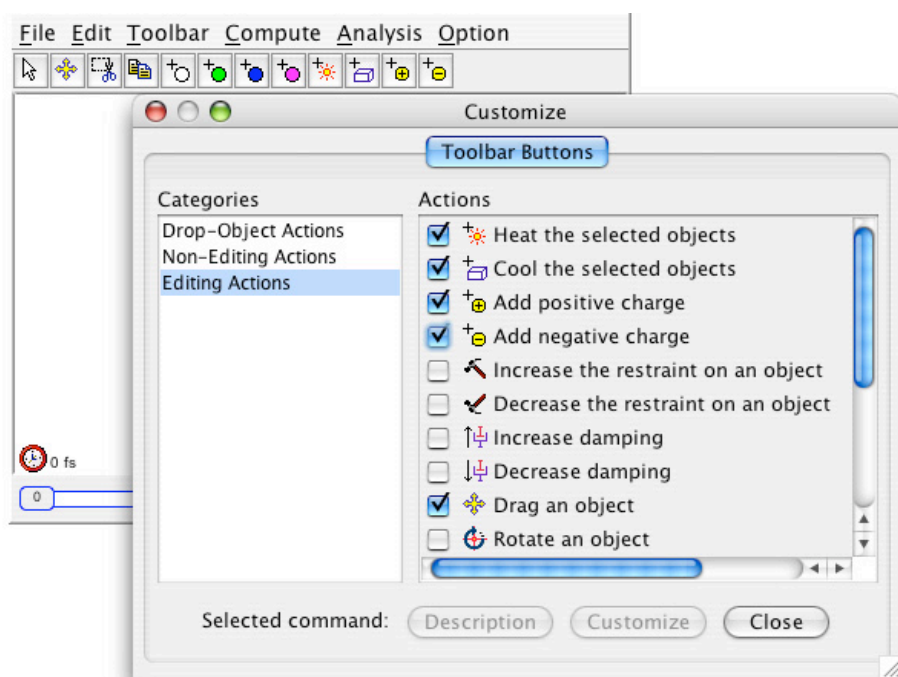 File Edit Toolbar Compute Analysis Option
Customize
Toolbar Buttons
Categories
Drop-Object Actions
Non-Editing Actions
Editing Actions
Actions
Heat the selected objects
Cool the selected objects
Add positive charge
Add negative charge
Increase the restraint on an object
Decrease the restraint on an object
Increase damping
Decrease damping
Drag an object
Rotate an object
0 fs
0
Selected command: Description Customize Close